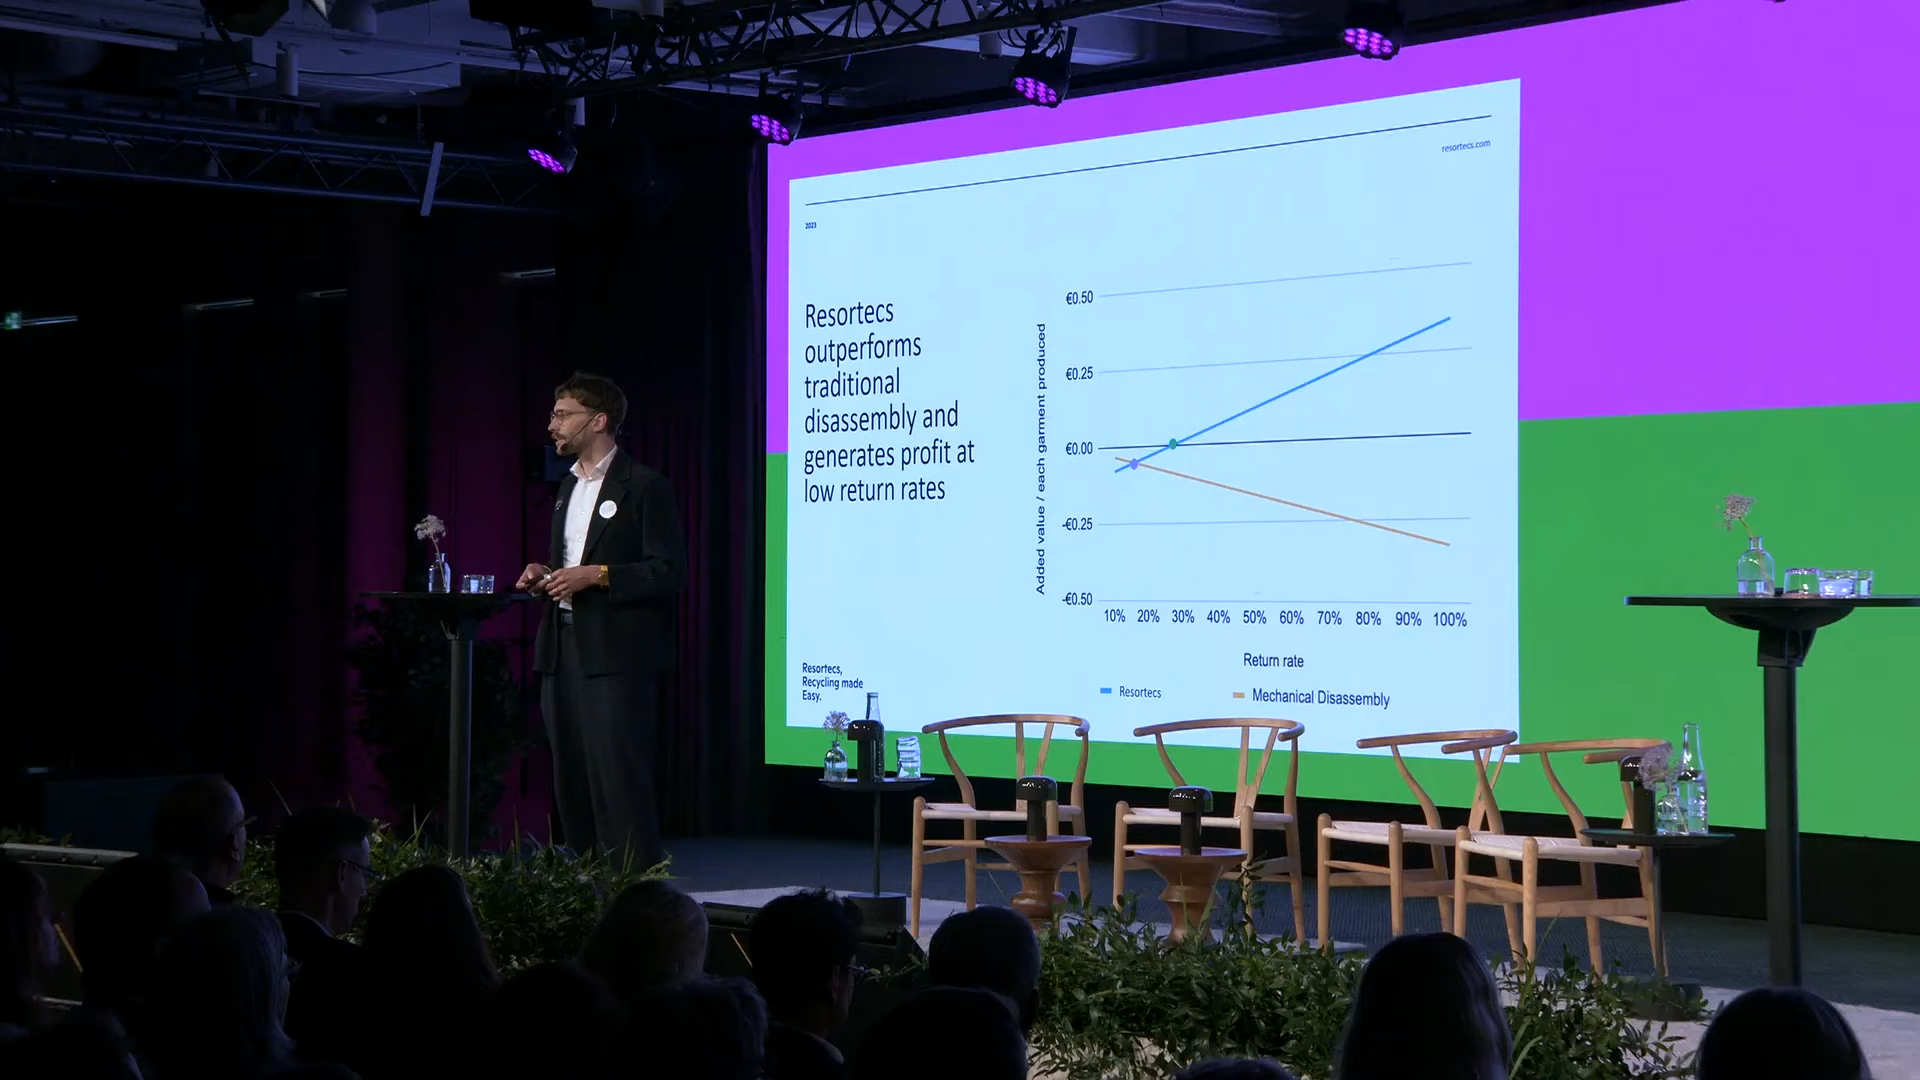 resortecs.com
2023
Resortecs
outperforms
traditional
disassembly and
generates profit at
low return rates
Added value / each garment produced
€0.50
€0.25
€0.00
-€0.25
-€0.50
10% 20% 30% 40% 50% 60% 70% 80% 90% 100%
Return rate
Resortecs
Mechanical Disassembly
Resortecs,
Recycling made
Easy.